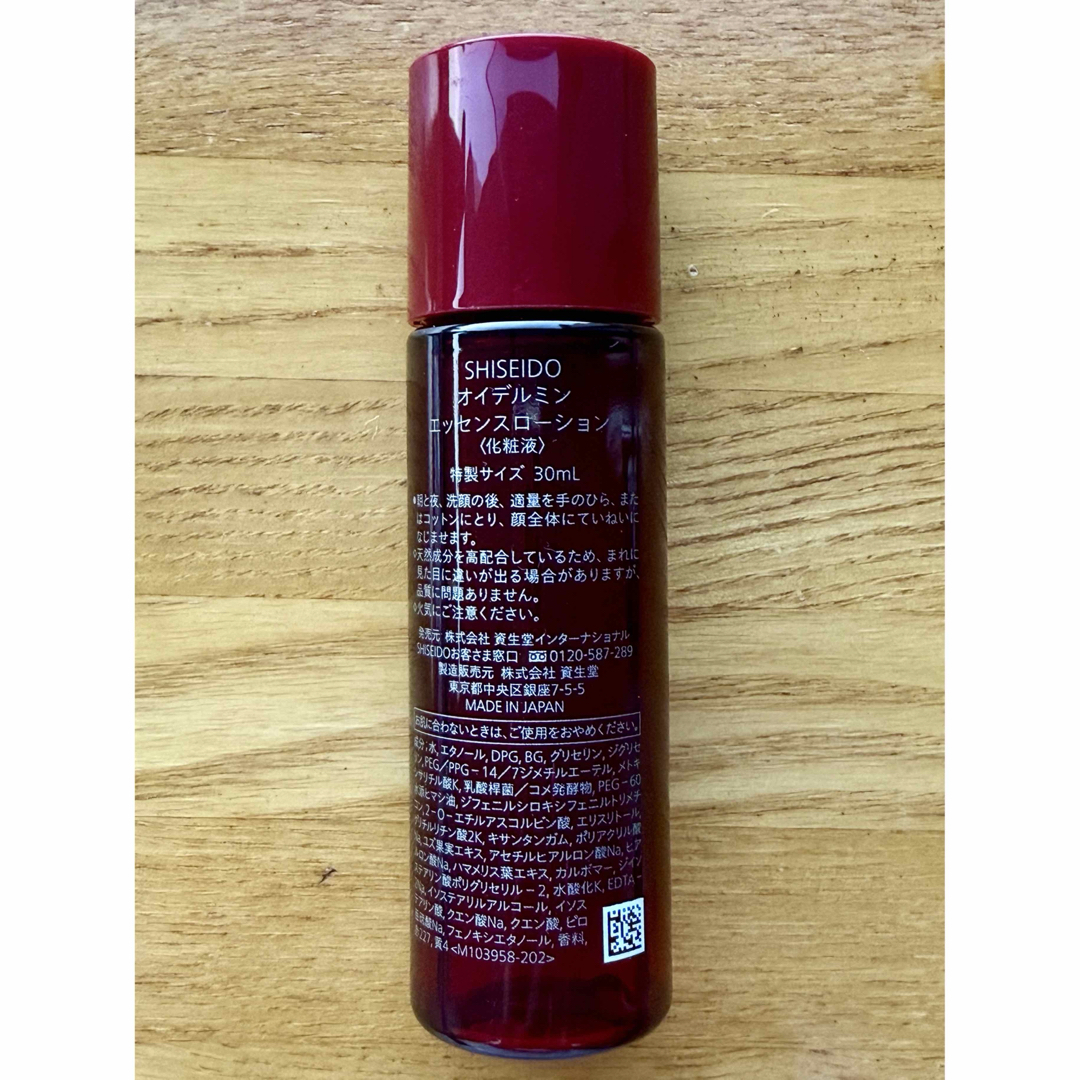 SHISEIDO
オイデルミン
エッセンスローション
〈化粧液〉
特製サイズ 30mL
●朝と夜、洗顔の後、適量を手のひら、また
はコットンにとり、顔全体にていねいに
なじませます。
●天然成分を高配合しているため、まれに
見た目に違いが出る場合がありますが、
品質に問題ありません。
●火気にご注意ください。
発売元 株式会社 資生堂インターナショナル
SHISEIDOお客さま窓口 0120-587-289
製造販売元 株式会社 資生堂
東京都中央区銀座7-5-5
MADE IN JAPAN
お肌に合わないときは、ご使用をおやめください。
成分：水, エタノール, DPG, BG, グリセリン, ジグリセ
リン, PEG／PPG－14／7ジメチルエーテル, メトキ
シサリチル酸K, 乳酸桿菌／コメ発酵物, PEG－60
水添ヒマシ油, ジフェニルシロキシフェニルトリメチ
コン, 2－O－エチルアスコルビン酸, エリスリトール,
グリチルリチン酸2K, キサンタンガム, ポリアクリル酸
Na, ユズ果実エキス, アセチルヒアルロン酸Na, ヒア
ルロン酸Na, ハマメリス葉エキス, カルボマー, ジイソ
ステアリン酸ポリグリセリル－2, 水酸化K, EDTA－
2Na, イソステアリルアルコール, イソス
テアリン酸, クエン酸Na, クエン酸, ピロ
亜硫酸Na, フェノキシエタノール, 香料,
赤227, 黄4<M103958-202>